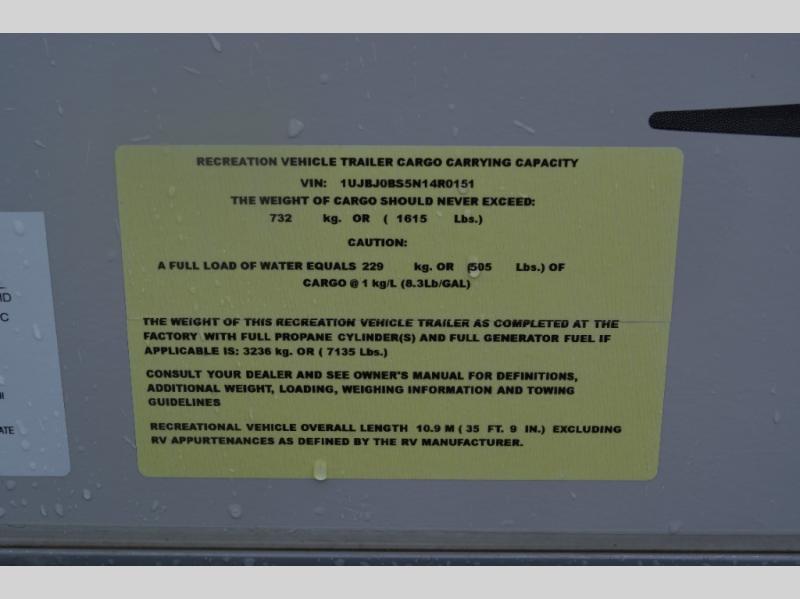 RECREATION VEHICLE TRAILER CARGO CARRYING CAPACITY
VIN: 1UJBJ0BS5N14R0151
THE WEIGHT OF CARGO SHOULD NEVER EXCEED:
732 kg. OR ( 1615 Lbs.)
CAUTION:
A FULL LOAD OF WATER EQUALS 229 kg. OR (505 Lbs.) OF
CARGO @ 1 kg/L (8.3Lb/GAL)
THE WEIGHT OF THIS RECREATION VEHICLE TRAILER AS COMPLETED AT THE
FACTORY WITH FULL PROPANE CYLINDER(S) AND FULL GENERATOR FUEL IF
APPLICABLE IS: 3236 kg. OR ( 7135 Lbs.)
CONSULT YOUR DEALER AND SEE OWNER'S MANUAL FOR DEFINITIONS,
ADDITIONAL WEIGHT, LOADING, WEIGHING INFORMATION AND TOWING
GUIDELINES
RECREATIONAL VEHICLE OVERALL LENGTH 10.9 M ( 35 FT. 9 IN.) EXCLUDING
RV APPURTENANCES AS DEFINED BY THE RV MANUFACTURER.